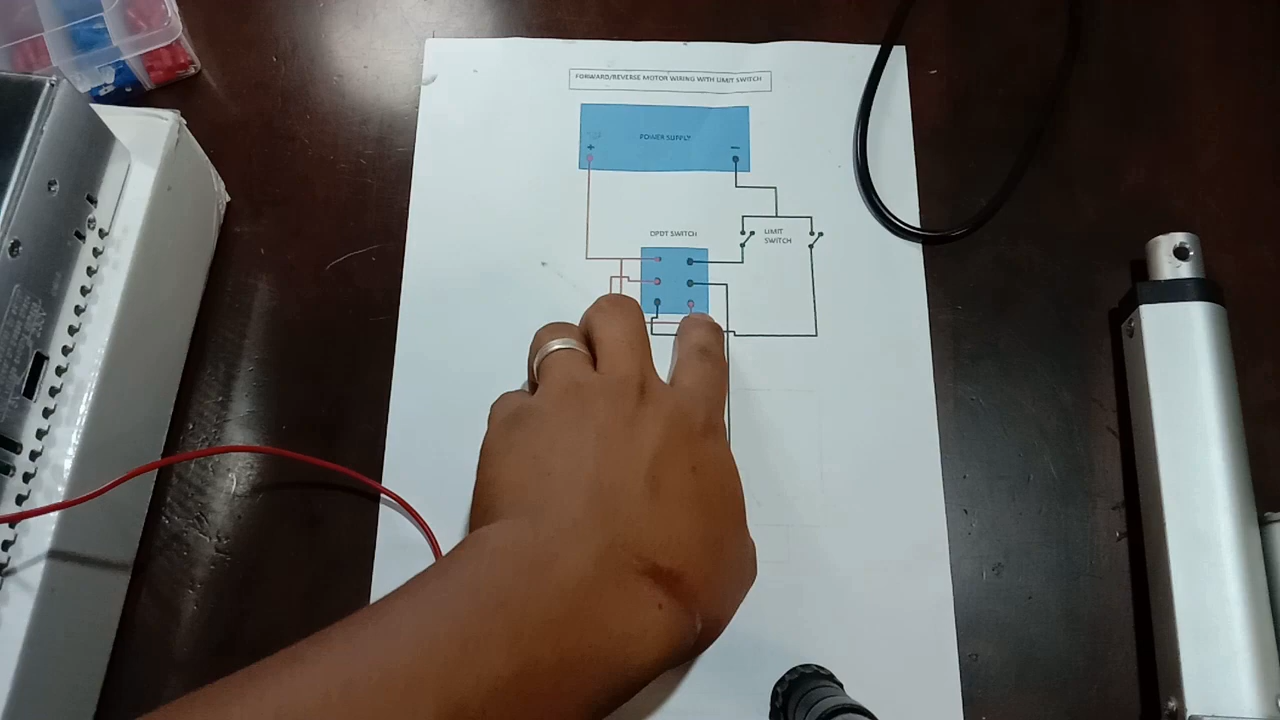 FORWARD/REVERSE MOTOR WIRING WITH LIMIT SWITCH
POWER SUPPLY
+ −
DPDT SWITCH
LIMIT
SWITCH